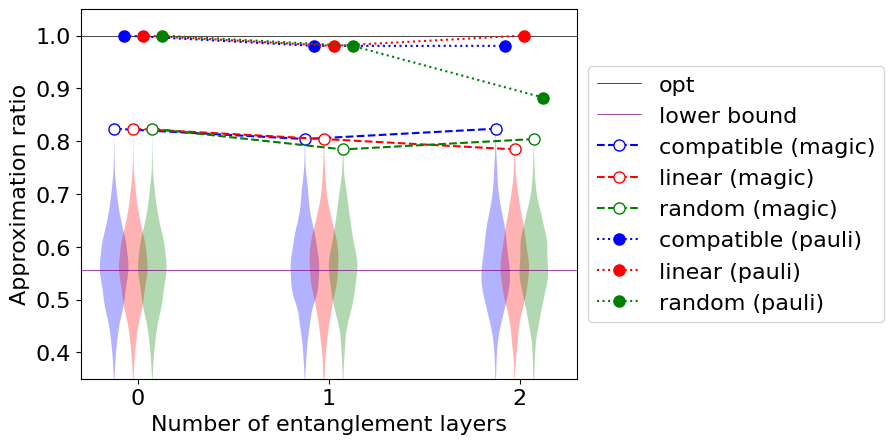 Approximation ratio
1.0
0.9
0.8
0.7
0.6
0.5
0.4
0
1
2
Number of entanglement layers
opt
lower bound
compatible (magic)
linear (magic)
random (magic)
compatible (pauli)
linear (pauli)
random (pauli)